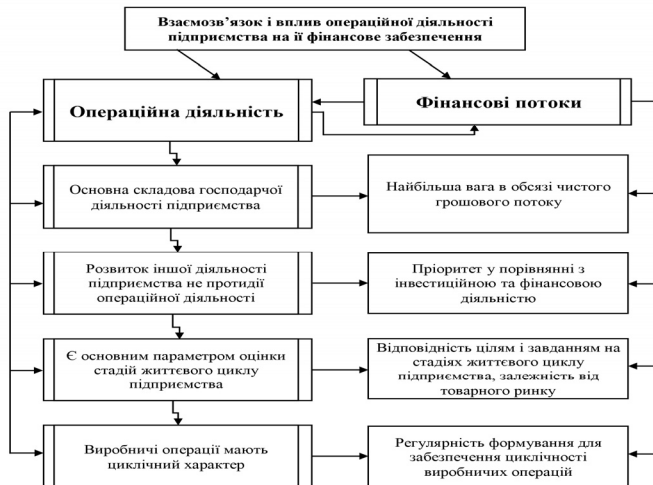 Взаємозв’язок і вплив операційної діяльності
підприємства на ії фінансове забезпечення
Операційна діяльність
Фінансові потоки
Основна складова господарчої
діяльності підприємства
Найбільша вага в обсязі чистого
грошового потоку
Розвиток іншої діяльності
підприємства не протидії
операційної діяльності
Пріоритет у порівнянні з
інвестиційною та фінансовою
діяльністю
Є основним параметром оцінки
стадій життєвого циклу
підприємства
Відповідність цілям і завданням на
стадіях життєвого циклу
підприємства, залежність від
товарного ринку
Виробничі операції мають
циклічний характер
Регулярність формування для
забезпечення циклічності
виробничих операцій